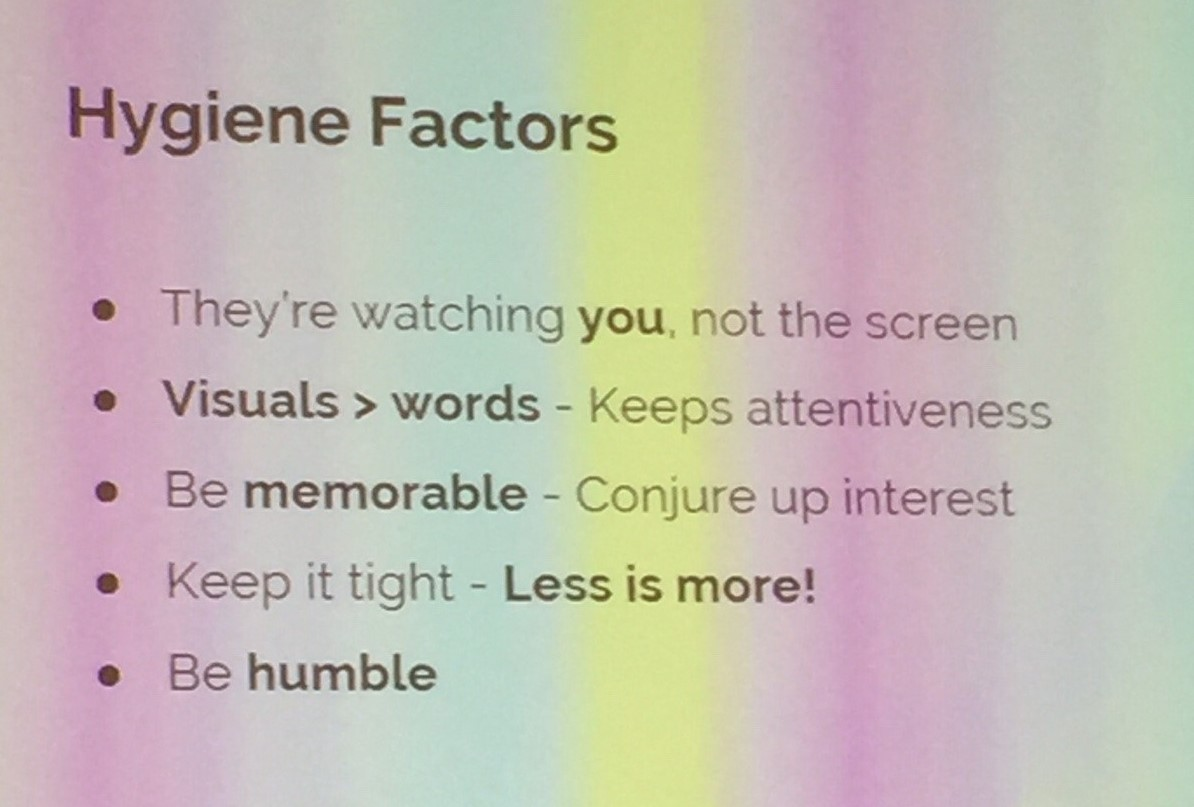 Hygiene Factors
• They're watching you, not the screen
• Visuals > words - Keeps attentiveness
• Be memorable - Conjure up interest
• Keep it tight - Less is more!
• Be humble